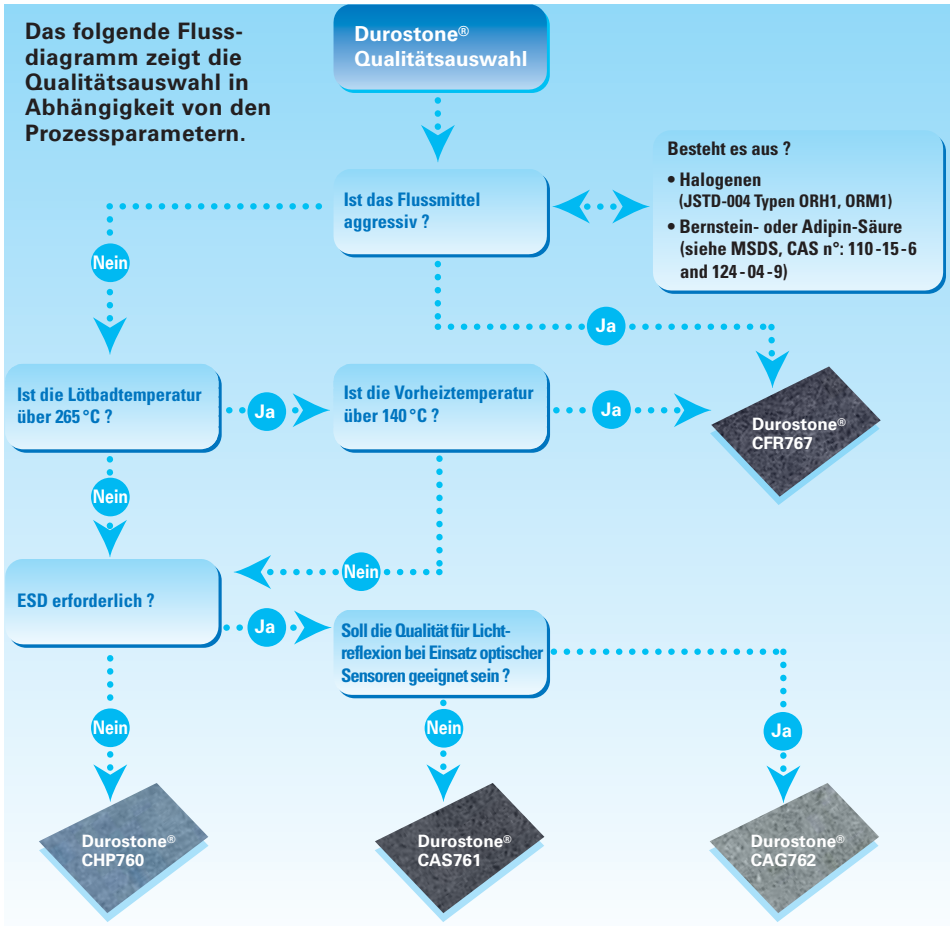 Das folgende Fluss-
diagramm zeigt die
Qualitätsauswahl in
Abhängigkeit von den
Prozessparametern.
Durostone®
Qualitätsauswahl
Besteht es aus ?
• Halogenen
(JSTD-004 Typen ORH1, ORM1)
• Bernstein- oder Adipin-Säure
(siehe MSDS, CAS n°: 110-15-6
and 124-04-9)
Ist das Flussmittel
aggressiv ?
Nein
Ja
Ist die Lötbadtemperatur
über 265 °C ?
Ja
Ist die Vorheiztemperatur
über 140 °C ?
Ja
Durostone®
CFR767
Nein
Nein
ESD erforderlich ?
Ja
Soll die Qualität für Licht-
reflexion bei Einsatz optischer
Sensoren geeignet sein ?
Nein
Nein
Ja
Durostone®
CHP760
Durostone®
CAS761
Durostone®
CAG762